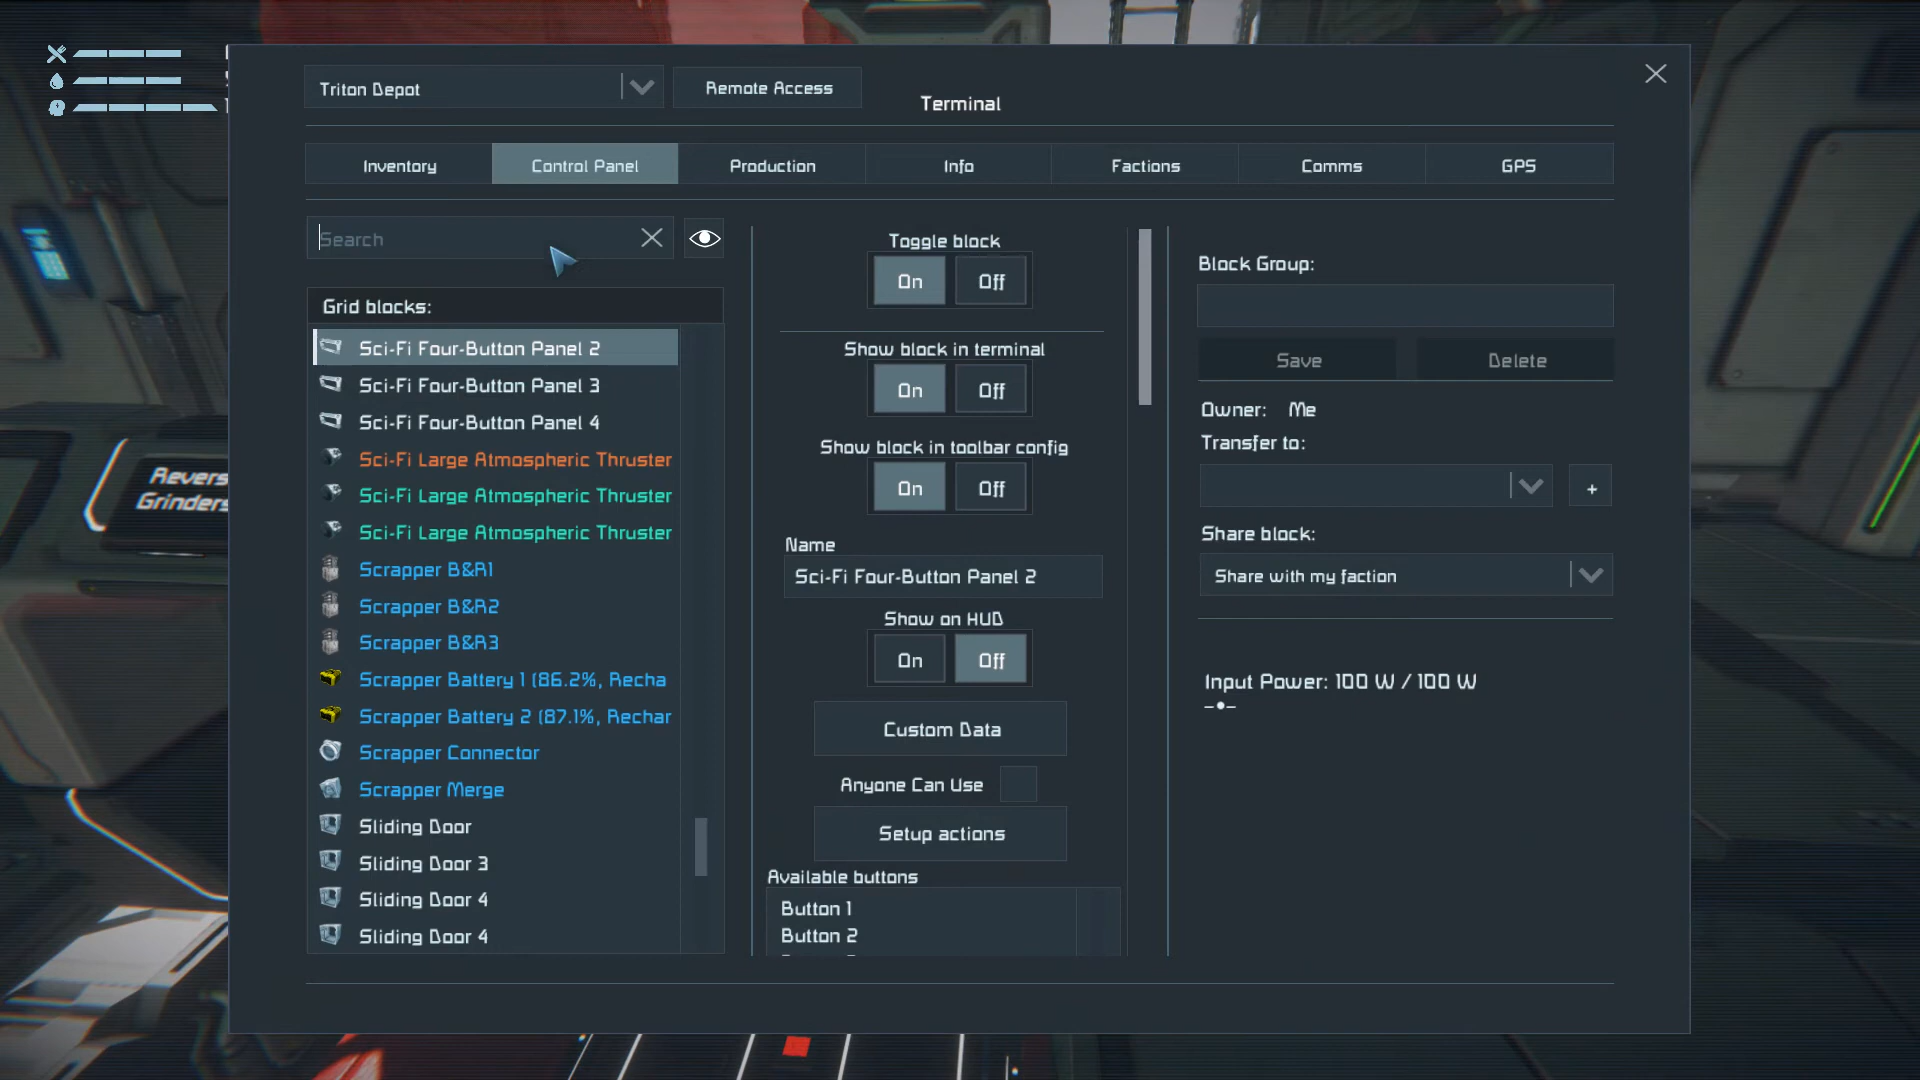 Triton Depot
Remote Access
Terminal
Inventory
Control Panel
Production
Info
Factions
Comms
GPS
Search
Grid blocks:
Sci-Fi Four-Button Panel 2
Sci-Fi Four-Button Panel 3
Sci-Fi Four-Button Panel 4
Sci-Fi Large Atmospheric Thruster
Sci-Fi Large Atmospheric Thruster
Sci-Fi Large Atmospheric Thruster
Scrapper B&R1
Scrapper B&R2
Scrapper B&R3
Scrapper Battery 1 (86.2%, Recha
Scrapper Battery 2 (87.1%, Rechar
Scrapper Connector
Scrapper Merge
Sliding Door
Sliding Door 3
Sliding Door 4
Sliding Door 4
Toggle block
On Off
Show block in terminal
On Off
Show block in toolbar config
On Off
Name
Sci-Fi Four-Button Panel 2
Show on HUD
On Off
Custom Data
Anyone Can Use
Setup actions
Available buttons
Button 1
Button 2
Block Group:
Save
Delete
Owner: Me
Transfer to:
+
Share block:
Share with my faction
Input Power: 100 W / 100 W
Revers
Grinders